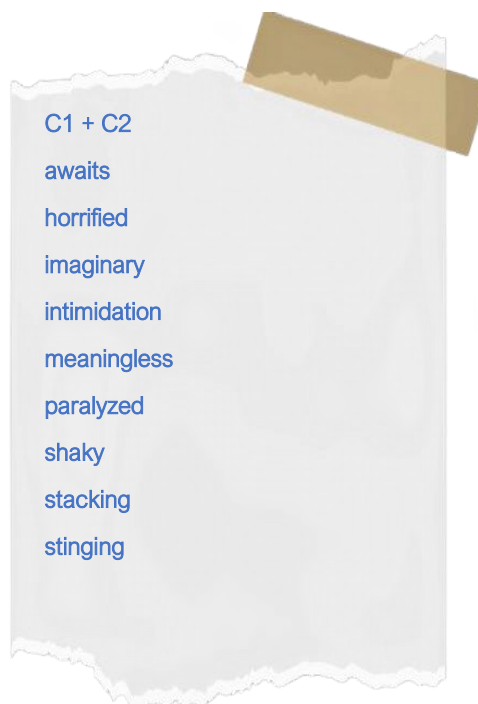 C1 + C2
awaits
horrified
imaginary
intimidation
meaningless
paralyzed
shaky
stacking
stinging